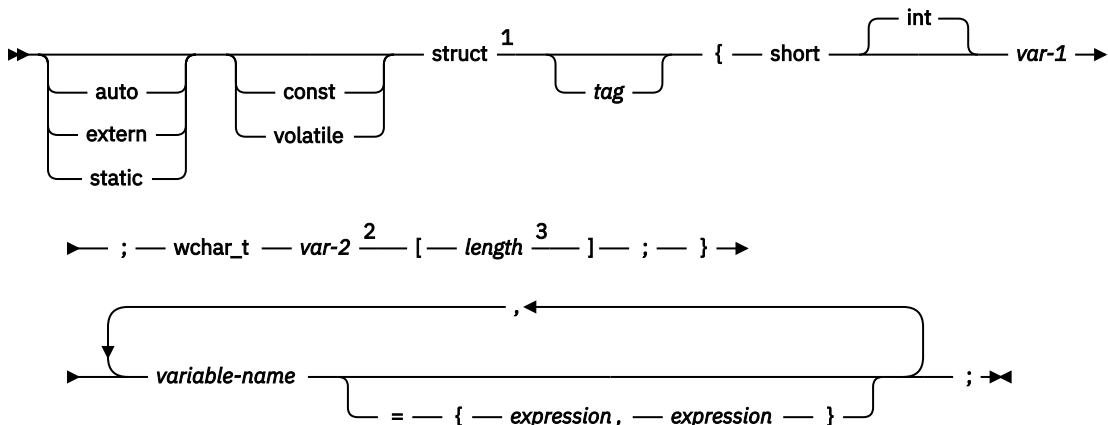 int
struct 1 { short var-1
auto const tag
extern volatile
static
; wchar_t var-2 2 [ length 3 ] ; }
,
variable-name ;
= { expression , expression }